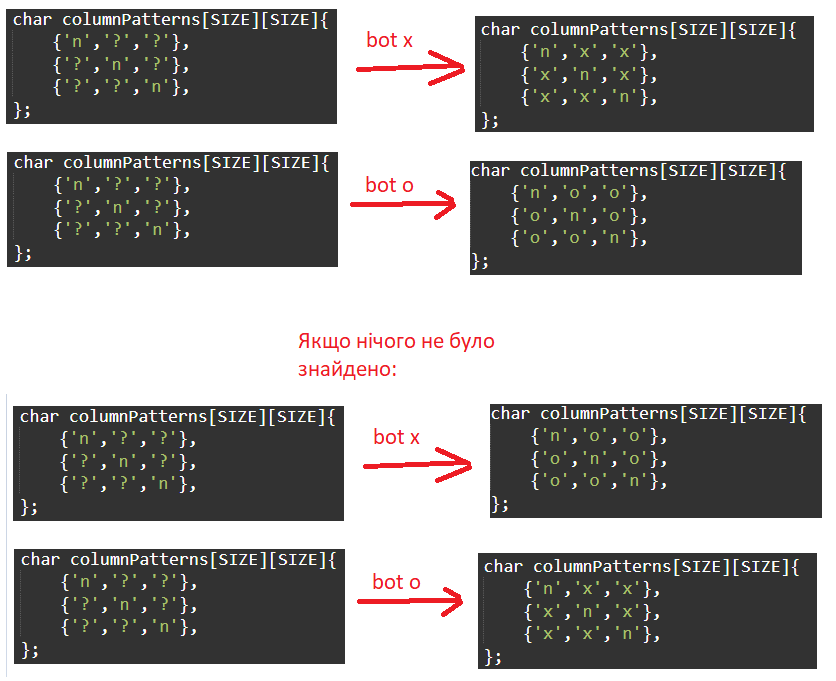 char columnPatterns[SIZE][SIZE]{
{'n','?','?'},
{'?','n','?'},
{'?','?','n'},
};
bot x
char columnPatterns[SIZE][SIZE]{
{'n','x','x'},
{'x','n','x'},
{'x','x','n'},
};
char columnPatterns[SIZE][SIZE]{
{'n','?','?'},
{'?','n','?'},
{'?','?','n'},
};
bot o
char columnPatterns[SIZE][SIZE]{
{'n','o','o'},
{'o','n','o'},
{'o','o','n'},
};
Якщо нічого не було
знайдено:
char columnPatterns[SIZE][SIZE]{
{'n','?','?'},
{'?','n','?'},
{'?','?','n'},
};
bot x
char columnPatterns[SIZE][SIZE]{
{'n','o','o'},
{'o','n','o'},
{'o','o','n'},
};
char columnPatterns[SIZE][SIZE]{
{'n','?','?'},
{'?','n','?'},
{'?','?','n'},
};
bot o
char columnPatterns[SIZE][SIZE]{
{'n','x','x'},
{'x','n','x'},
{'x','x','n'},
};